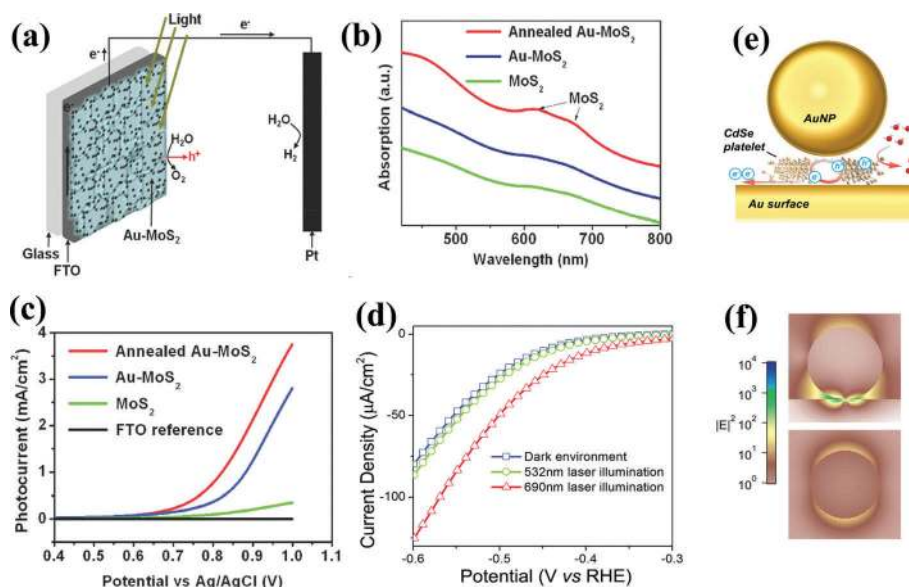 (a)
Light
e⁻
e⁻
H₂O
h⁺
O₂
H₂O
H₂
Au-MoS₂
Glass
FTO
Pt
(b)
Absorption (a.u.)
Annealed Au-MoS₂
Au-MoS₂
MoS₂
MoS₂
500 600 700 800
Wavelength (nm)
(e)
AuNP
CdSe
platelet
e e
e
h⁺
h⁺
Au surface
(c)
Photocurrent (mA/cm²)
4
3
2
1
0
Annealed Au-MoS₂
Au-MoS₂
MoS₂
FTO reference
0.4 0.5 0.6 0.7 0.8 0.9 1.0 1.1
Potential vs Ag/AgCl (V)
(d)
Current Density (µA/cm²)
0
-50
-100
Dark environment
532nm laser illumination
690nm laser illumination
-0.6 -0.5 -0.4 -0.3
Potential (V vs RHE)
(f)
|E|²
10⁴
10³
10²
10¹
10⁰